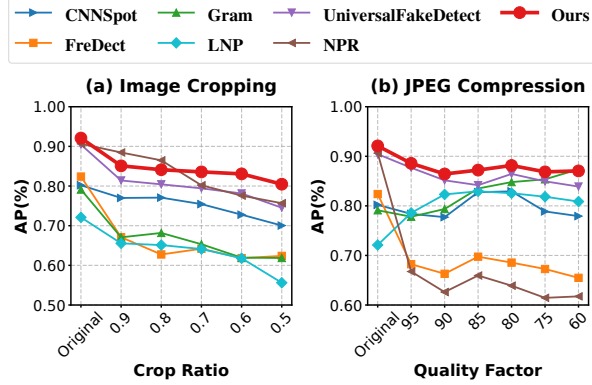 CNNSpot Gram UniversalFakeDetect Ours
FreDect LNP NPR
(a) Image Cropping
AP(%)
1.00
0.90
0.80
0.70
0.60
0.50
Original 0.9 0.8 0.7 0.6 0.5
Crop Ratio
(b) JPEG Compression
AP(%)
1.00
0.90
0.80
0.70
0.60
Original 95 90 85 80 75 60
Quality Factor